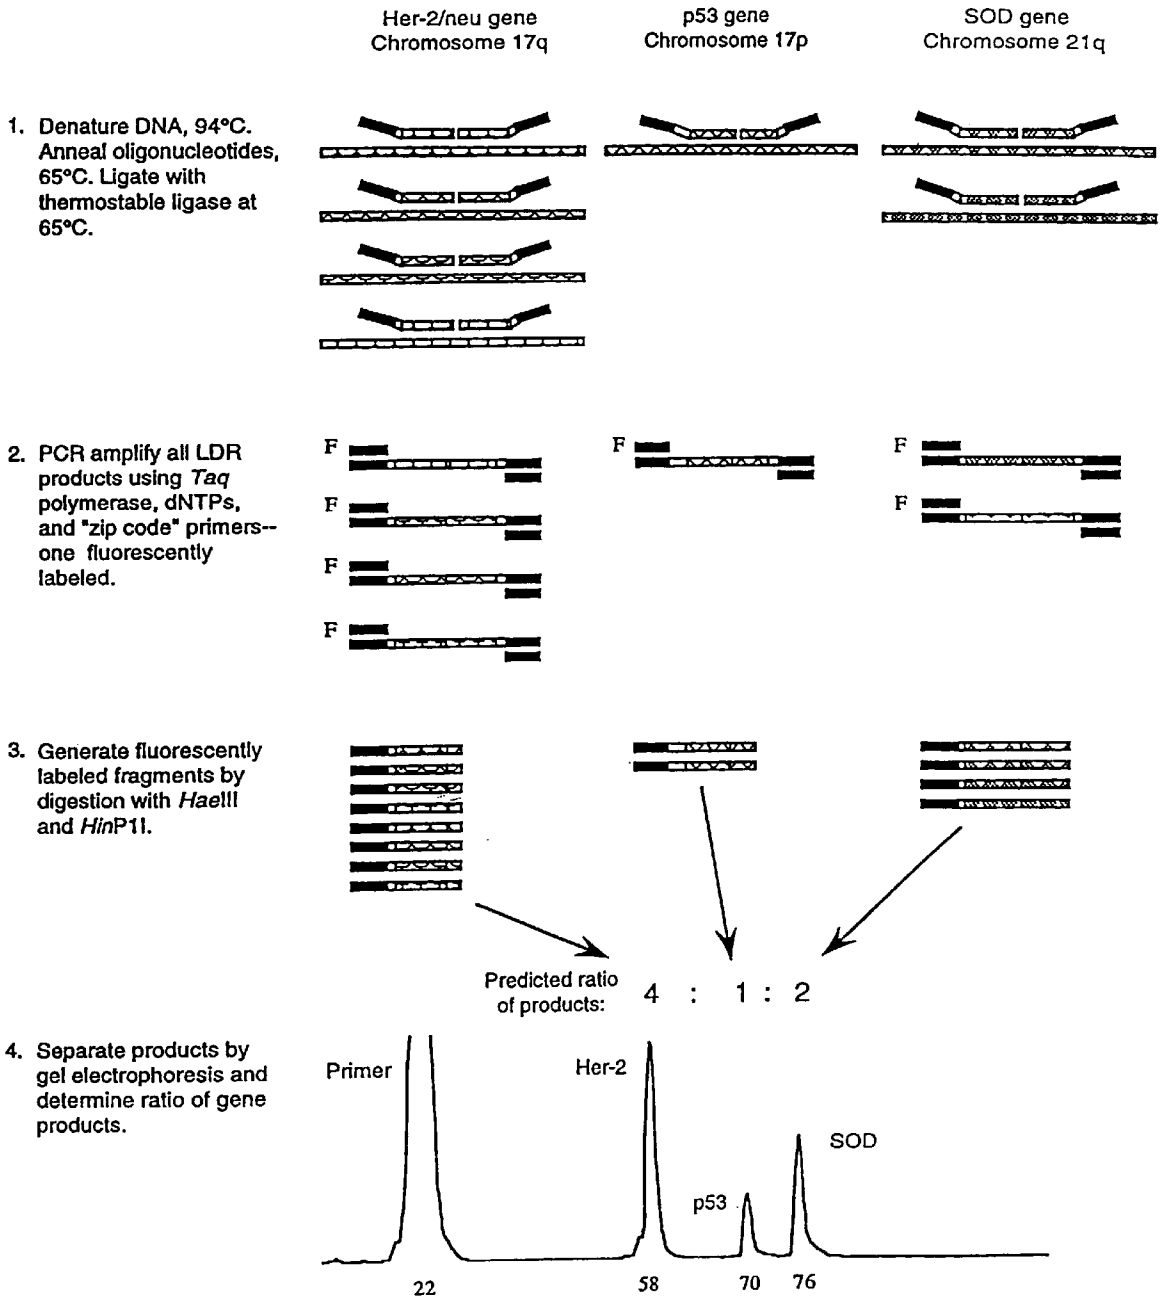 Her-2/neu gene
Chromosome 17q
p53 gene
Chromosome 17p
SOD gene
Chromosome 21q
1. Denature DNA, 94°C.
Anneal oligonucleotides,
65°C. Ligate with
thermostable ligase at
65°C.
2. PCR amplify all LDR
products using Taq
polymerase, dNTPs,
and "zip code" primers--
one fluorescently
labeled.
F
F
F
F
F
F
F
3. Generate fluorescently
labeled fragments by
digestion with HaeIII
and HinP1I.
Predicted ratio
of products:
4 : 1 : 2
4. Separate products by
gel electrophoresis and
determine ratio of gene
products.
Primer
Her-2
p53
SOD
22
58
70
76